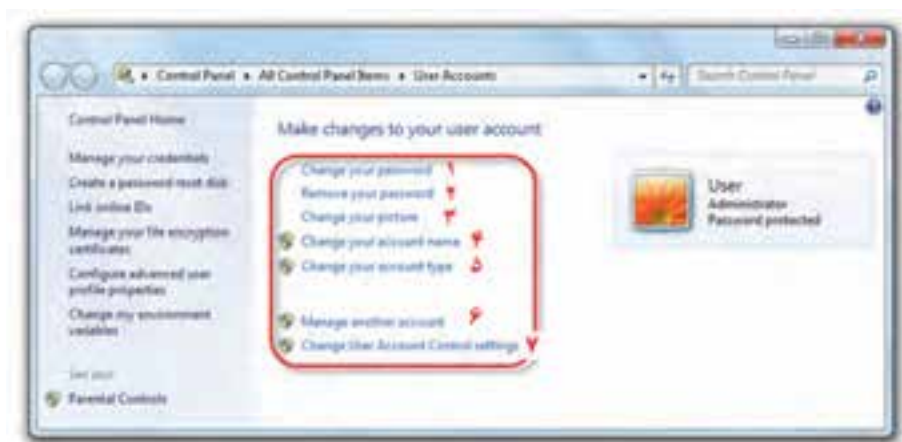 Control Panel ▸ All Control Panel Items ▸ User Accounts
Search Control Panel
Control Panel Home
Manage your credentials
Create a password reset disk
Link online IDs
Manage your file encryption
certificates
Configure advanced user
profile properties
Change my environment
variables
See also
Parental Controls
Make changes to your user account
Change your password ۱
Remove your password ۲
Change your picture ۳
Change your account name ۴
Change your account type ۵
Manage another account ۶
Change User Account Control settings ۷
User
Administrator
Password protected